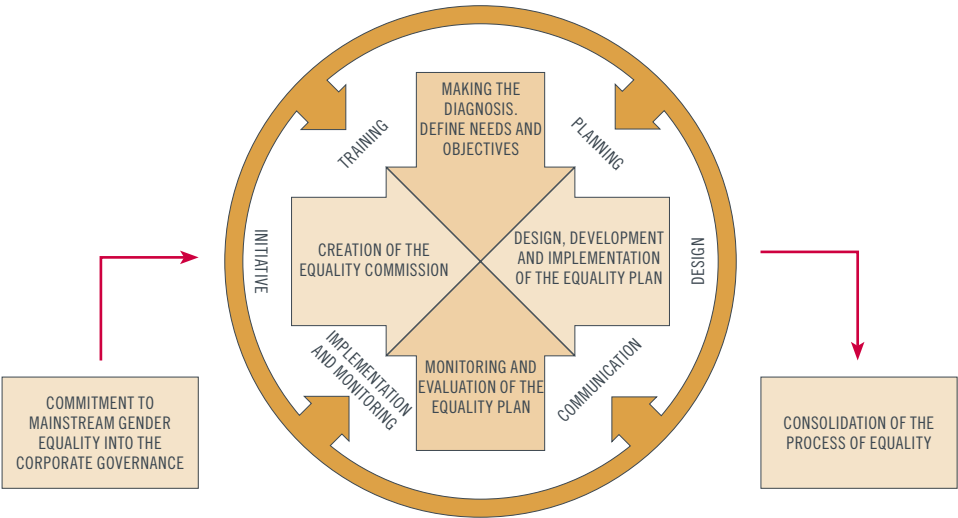 MAKING THE
DIAGNOSIS.
DEFINE NEEDS AND
OBJECTIVES
TRAINING
PLANNING
INITIATIVE
CREATION OF THE
EQUALITY COMMISSION
DESIGN, DEVELOPMENT
AND IMPLEMENTATION
OF THE EQUALITY PLAN
DESIGN
IMPLEMENTATION
AND MONITORING
MONITORING AND
EVALUATION OF THE
EQUALITY PLAN
COMMUNICATION
COMMITMENT TO
MAINSTREAM GENDER
EQUALITY INTO THE
CORPORATE GOVERNANCE
CONSOLIDATION OF THE
PROCESS OF EQUALITY